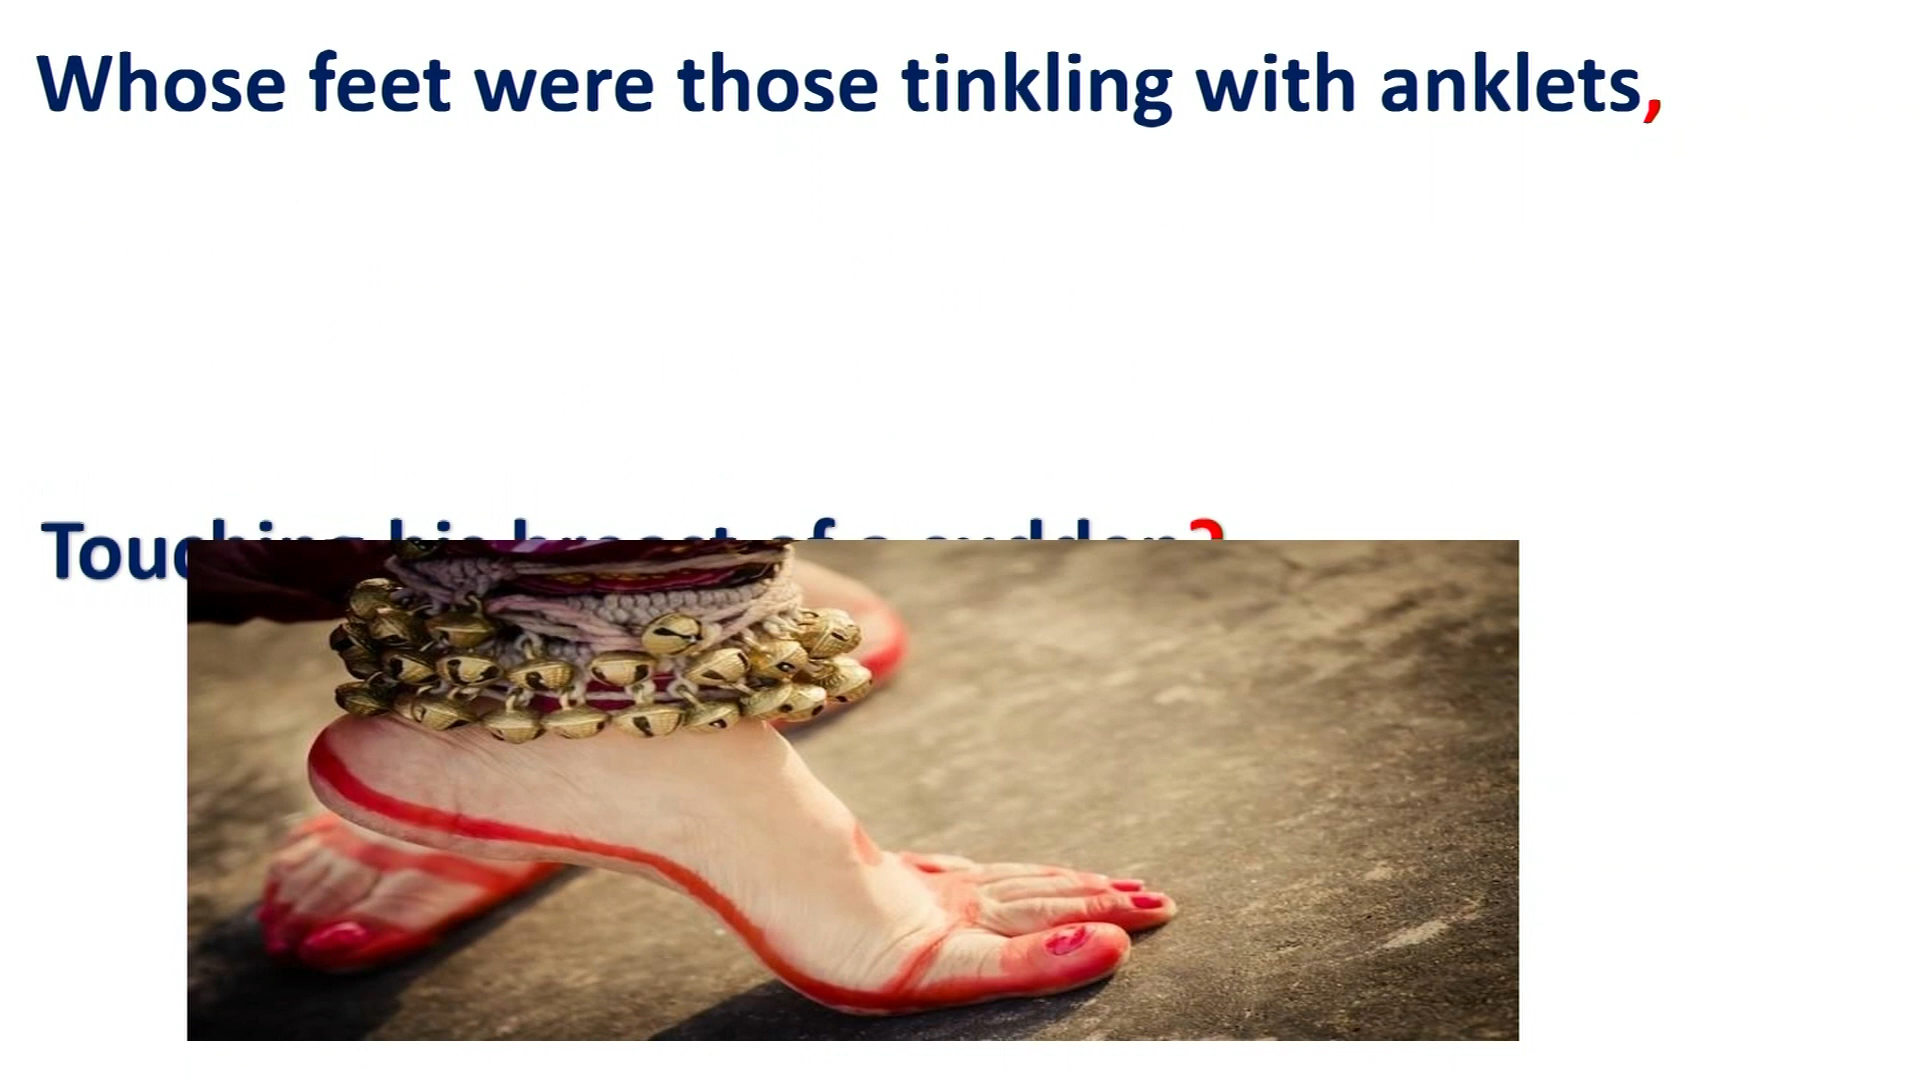 Whose feet were those tinkling with anklets,
Touching his breast of a sudden?